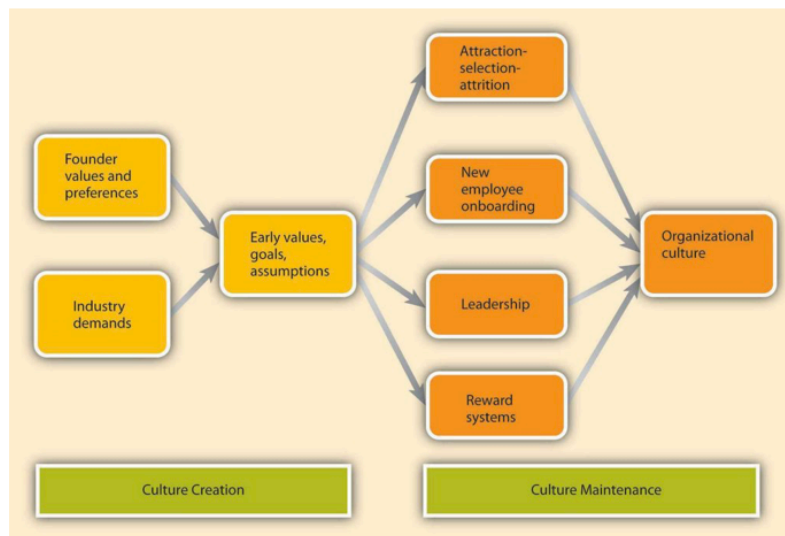 Founder
values and
preferences
Industry
demands
Early values,
goals,
assumptions
Attraction-
selection-
attrition
New
employee
onboarding
Leadership
Reward
systems
Organizational
culture
Culture Creation
Culture Maintenance